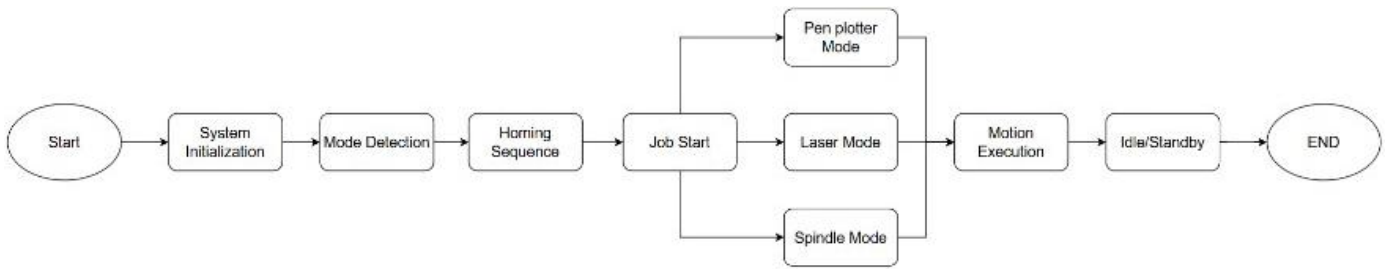 Start
System
Initialization
Mode Detection
Homing
Sequence
Job Start
Pen plotter
Mode
Laser Mode
Spindle Mode
Motion
Execution
Idle/Standby
END